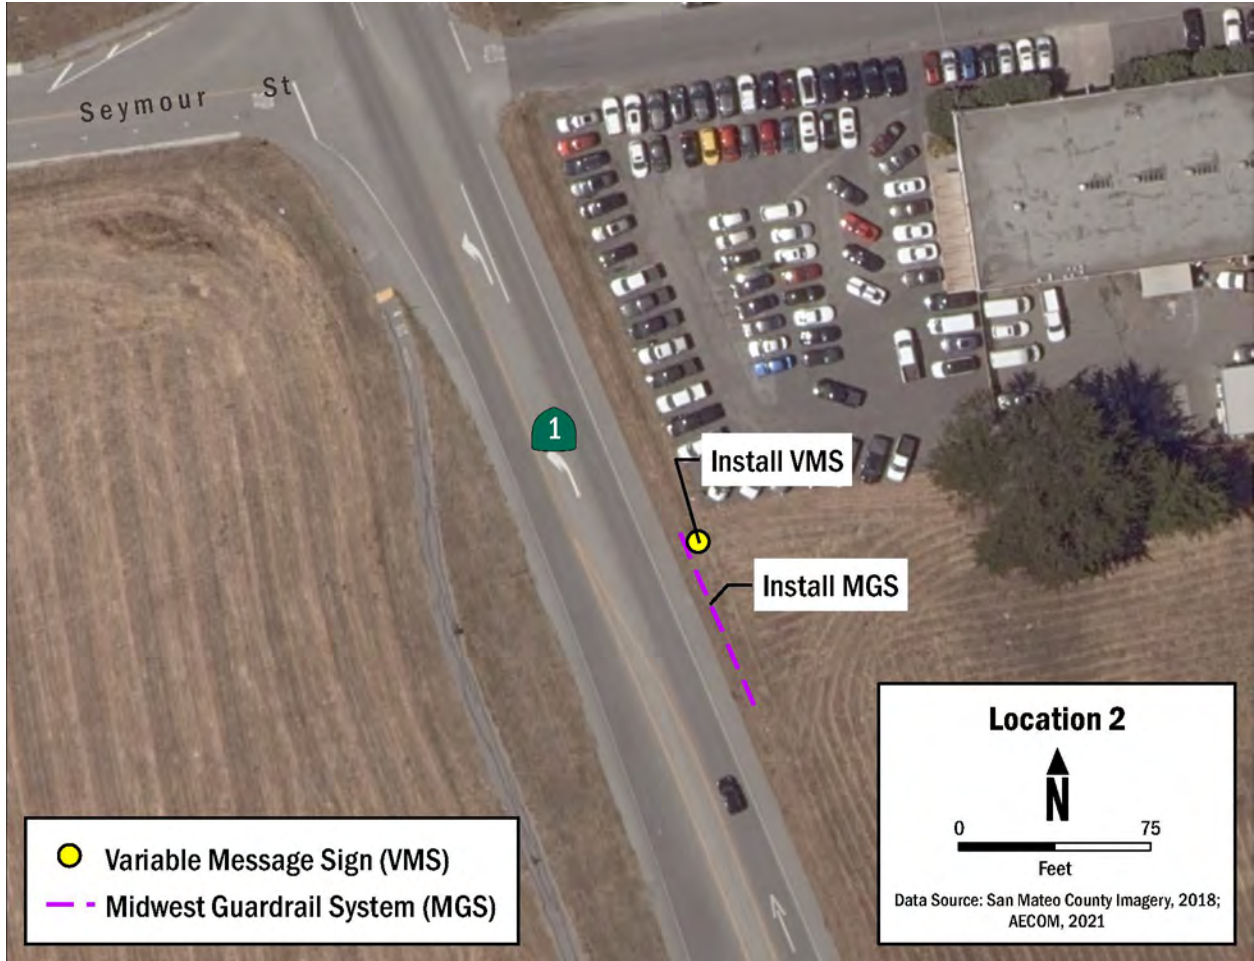 Seymour St
1
Install VMS
Install MGS
Location 2
N
0 75
Feet
Data Source: San Mateo County Imagery, 2018;
AECOM, 2021
Variable Message Sign (VMS)
Midwest Guardrail System (MGS)